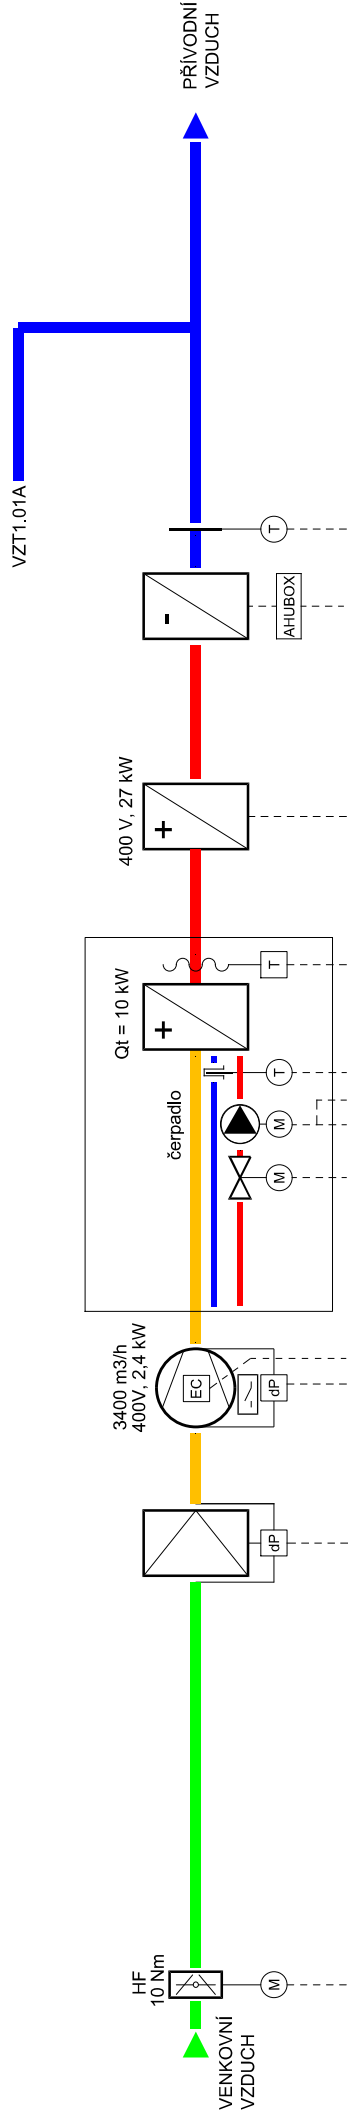 PŘÍVODNÍ
VZDUCH
VZT1.01A
T
AHUBOX
-
400 V, 27 kW
+
T
Qt = 10 kW
+
T
čerpadlo
M
M
3400 m3/h
400V, 2,4 kW
EC
dP
dP
HF
10 Nm
M
VENKOVNÍ
VZDUCH